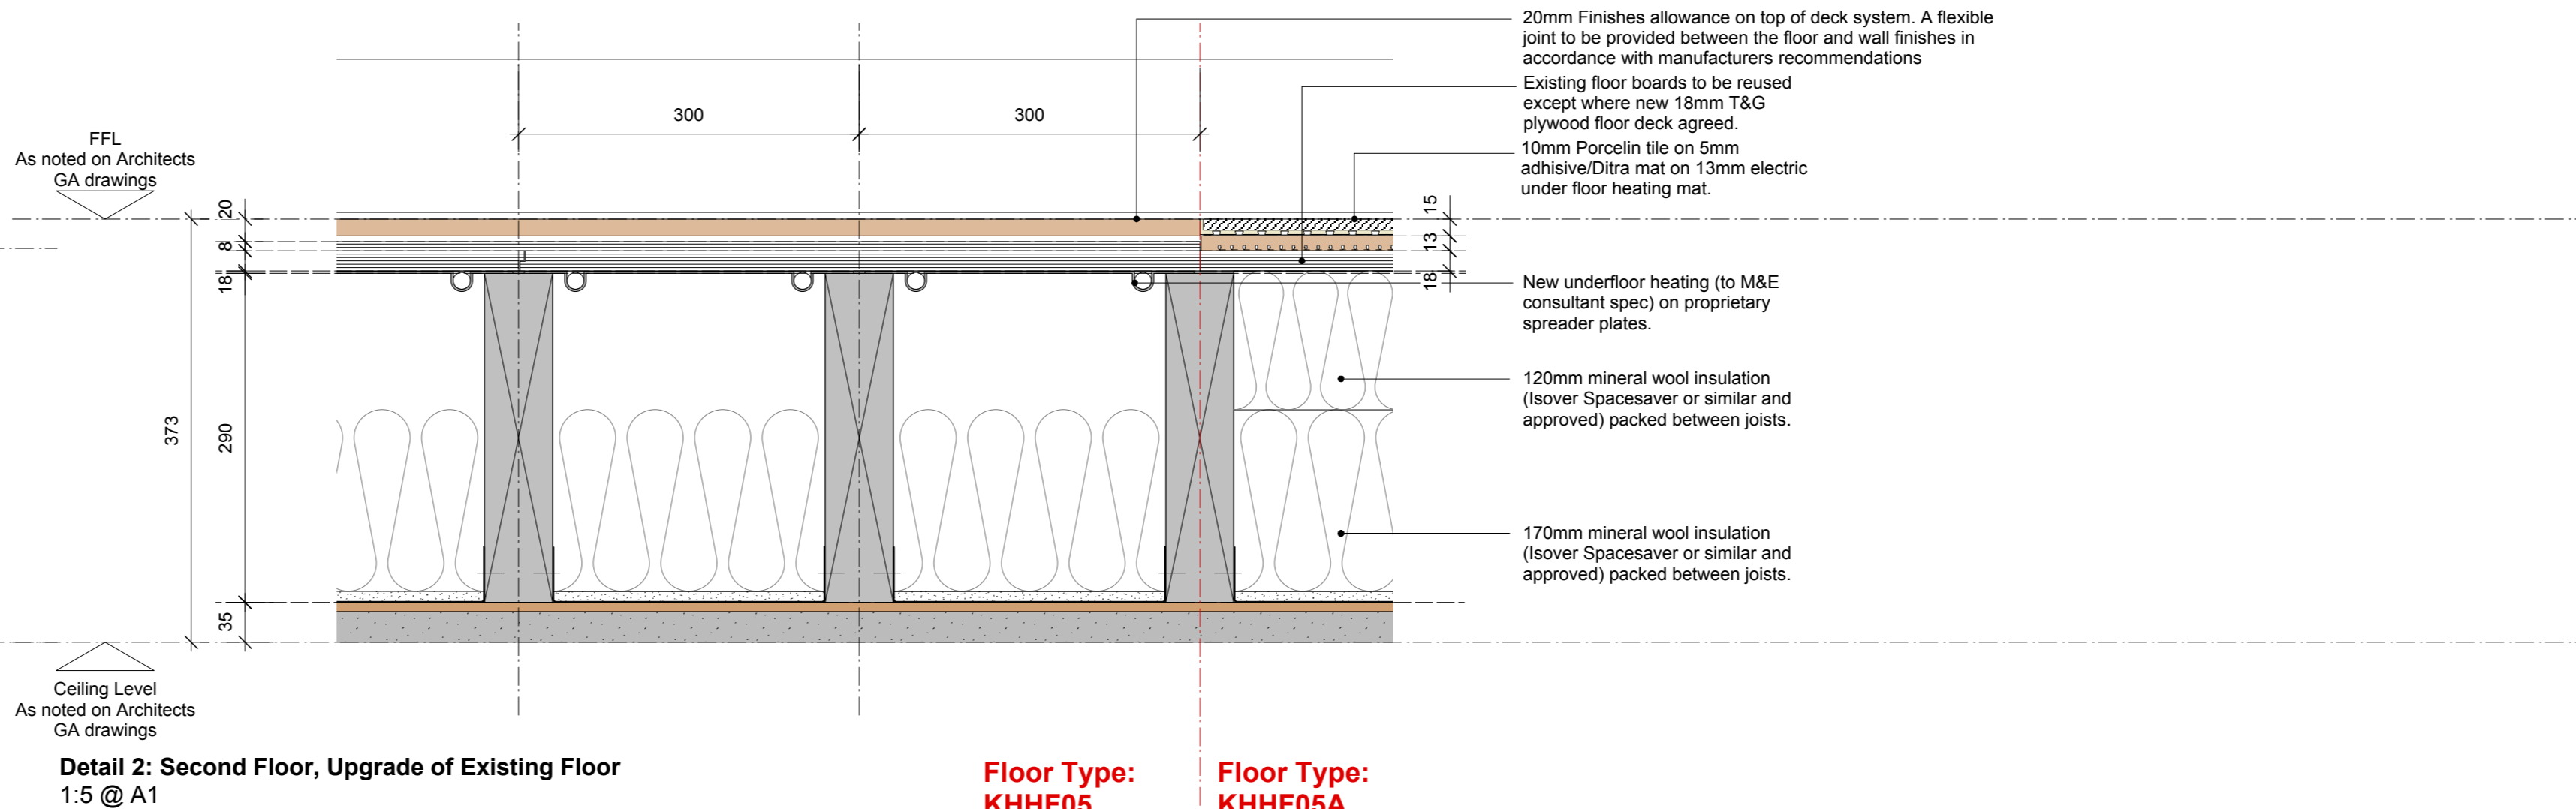 20mm Finishes allowance on top of deck system. A flexible
joint to be provided between the floor and wall finishes in
accordance with manufacturers recommendations
Existing floor boards to be reused
except where new 18mm T&G
plywood floor deck agreed.
10mm Porcelin tile on 5mm
adhisive/Ditra mat on 13mm electric
under floor heating mat.
300
300
FFL
As noted on Architects
GA drawings
20
8
18
15
13
18
New underfloor heating (to M&E
consultant spec) on proprietary
spreader plates.
120mm mineral wool insulation
(Isover Spacesaver or similar and
approved) packed between joists.
373
290
170mm mineral wool insulation
(Isover Spacesaver or similar and
approved) packed between joists.
35
Ceiling Level
As noted on Architects
GA drawings
Detail 2: Second Floor, Upgrade of Existing Floor
1:5 @ A1
Floor Type:
KHHF05
Floor Type:
KHHF05A